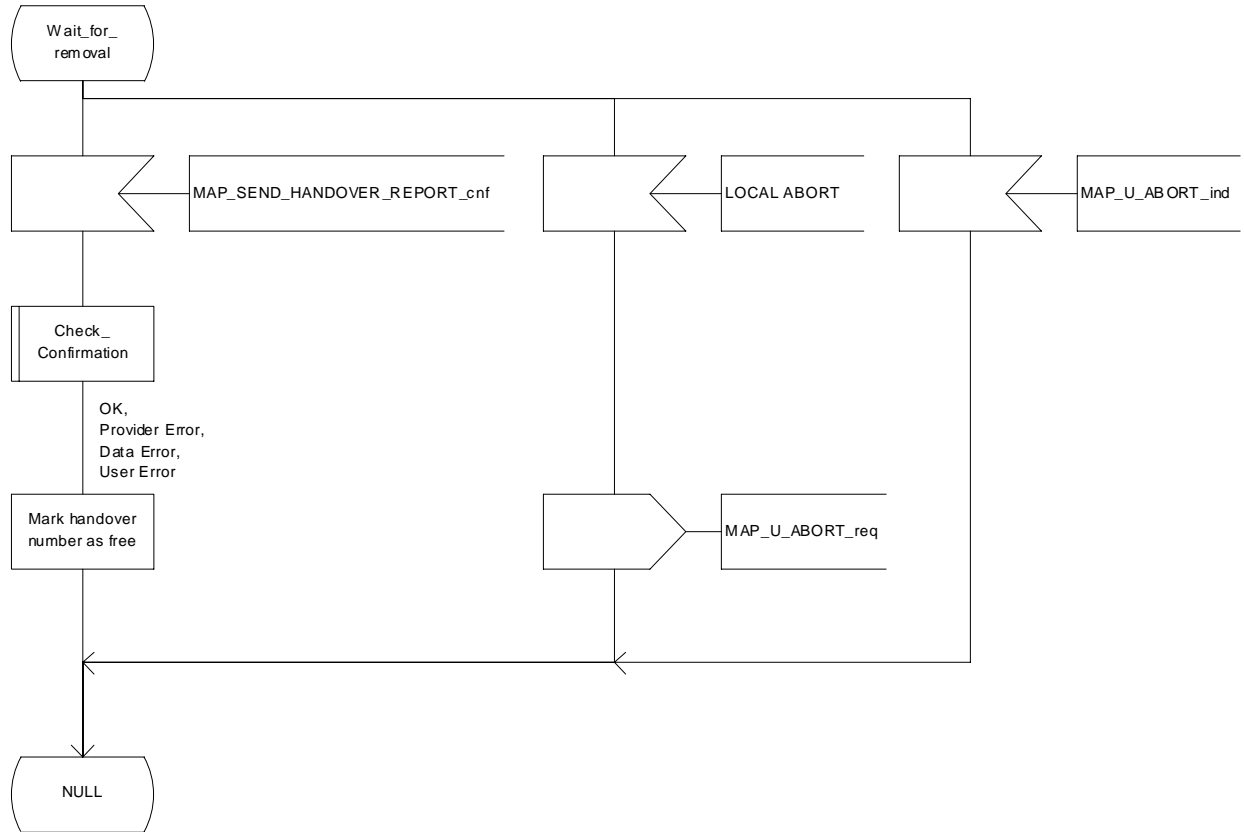 Wait_for_
removal
MAP_SEND_HANDOVER_REPORT_cnf
LOCAL ABORT
MAP_U_ABORT_ind
Check_
Confirmation
OK,
Provider Error,
Data Error,
User Error
Mark handover
number as free
MAP_U_ABORT_req
NULL